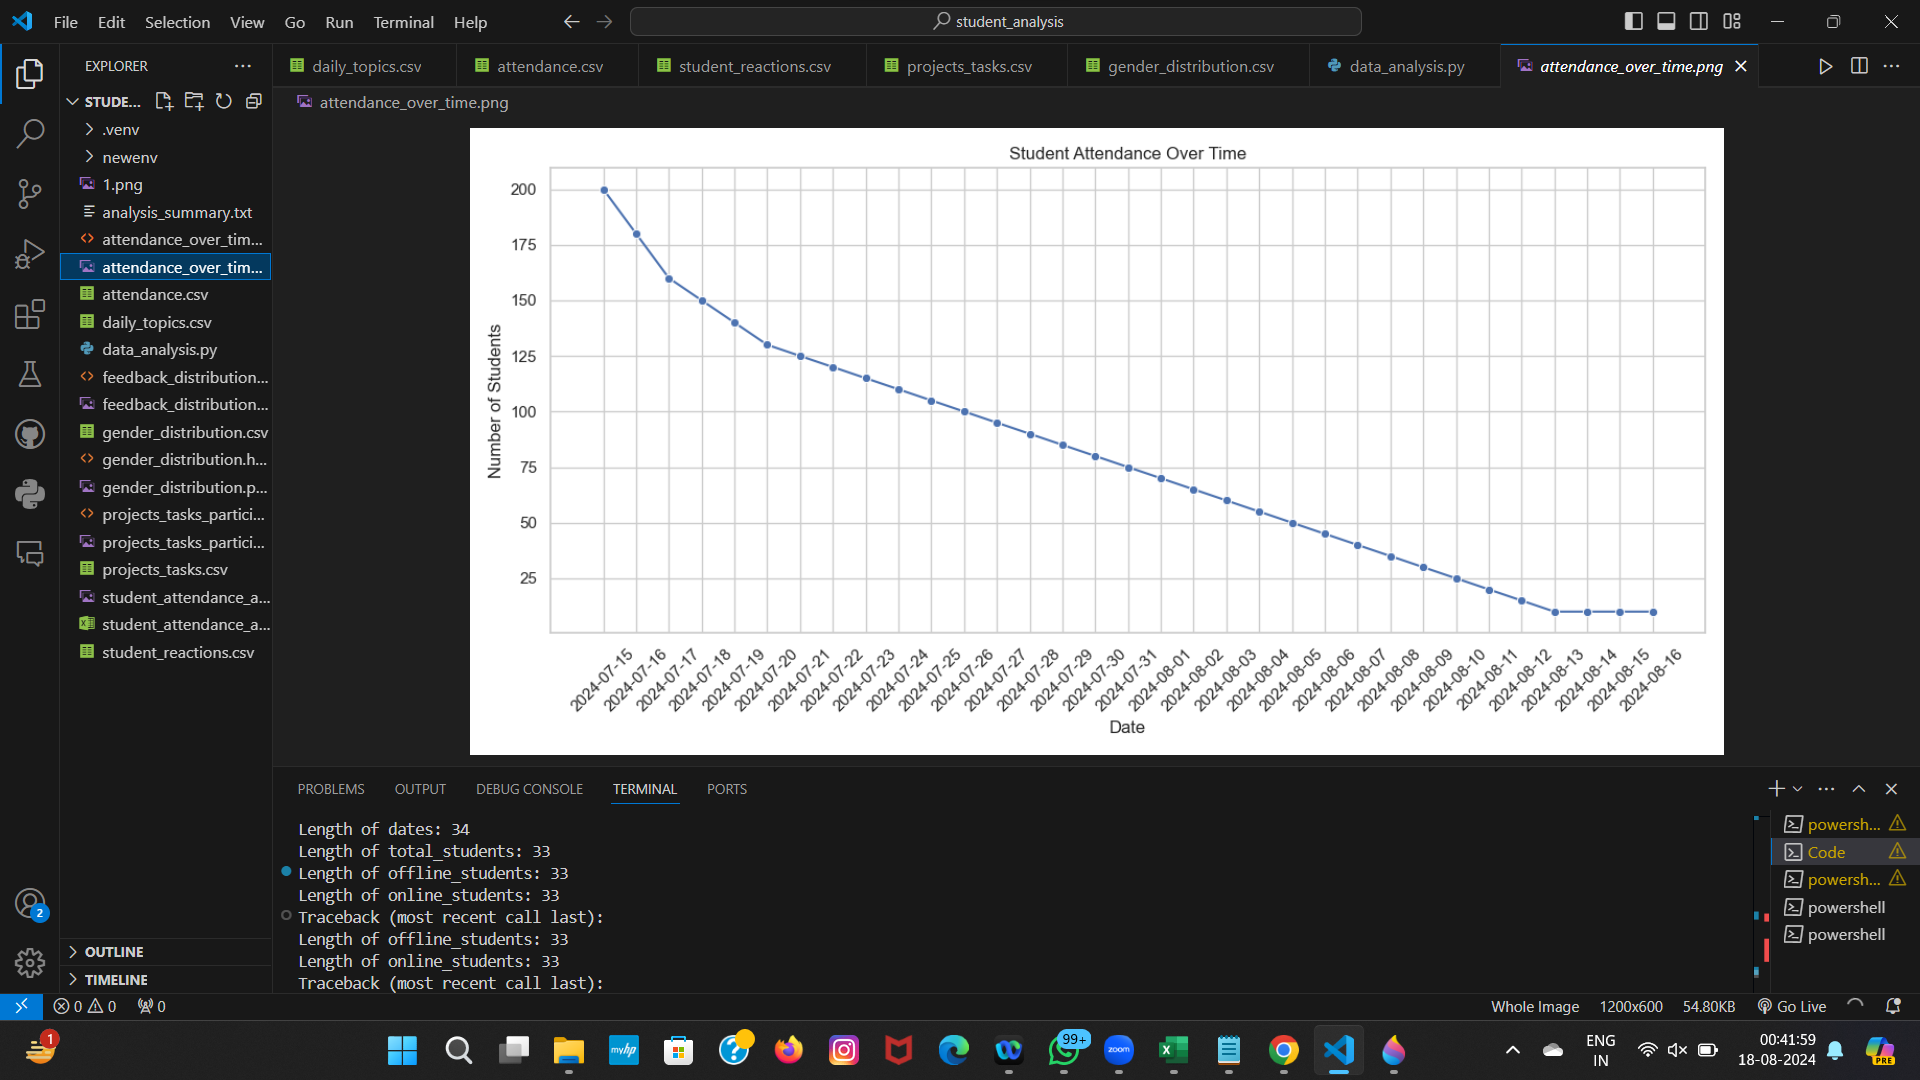 File Edit Selection View Go Run Terminal Help
student_analysis
EXPLORER
daily_topics.csv
attendance.csv
student_reactions.csv
projects_tasks.csv
gender_distribution.csv
data_analysis.py
attendance_over_time.png
STUDE...
attendance_over_time.png
.venv
newenv
1.png
analysis_summary.txt
attendance_over_tim...
attendance_over_tim...
attendance.csv
daily_topics.csv
data_analysis.py
feedback_distribution...
feedback_distribution...
gender_distribution.csv
gender_distribution.h...
gender_distribution.p...
projects_tasks_partici...
projects_tasks_partici...
projects_tasks.csv
student_attendance_a...
student_attendance_a...
student_reactions.csv
OUTLINE
TIMELINE
2
Student Attendance Over Time
Number of Students
200
175
150
125
100
75
50
25
2024-07-15
2024-07-16
2024-07-17
2024-07-18
2024-07-19
2024-07-20
2024-07-21
2024-07-22
2024-07-23
2024-07-24
2024-07-25
2024-07-26
2024-07-27
2024-07-28
2024-07-29
2024-07-30
2024-07-31
2024-08-01
2024-08-02
2024-08-03
2024-08-04
2024-08-05
2024-08-06
2024-08-07
2024-08-08
2024-08-09
2024-08-10
2024-08-11
2024-08-12
2024-08-13
2024-08-14
2024-08-15
2024-08-16
Date
PROBLEMS OUTPUT DEBUG CONSOLE TERMINAL PORTS
Length of dates: 34
Length of total_students: 33
Length of offline_students: 33
Length of online_students: 33
Traceback (most recent call last):
Length of offline_students: 33
Length of online_students: 33
Traceback (most recent call last):
powersh...
Code
powersh...
powershell
powershell
0 0 0
Whole Image 1200x600 54.80KB Go Live
1
myhp
99+
zoom
ENG
IN
00:41:59
18-08-2024
PRE